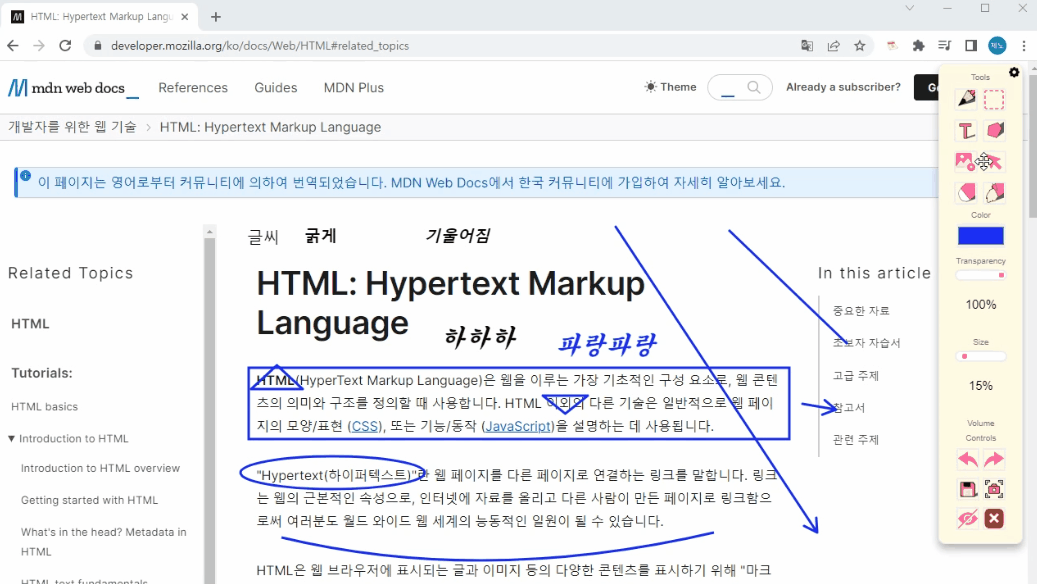 HTML: Hypertext Markup Langu
developer.mozilla.org/ko/docs/Web/HTML#related_topics
mdn web docs
References
Guides
MDN Plus
Theme
Already a subscriber?
개발자를 위한 웹 기술
HTML: Hypertext Markup Language
이 페이지는 영어로부터 커뮤니티에 의하여 번역되었습니다. MDN Web Docs에서 한국 커뮤니티에 가입하여 자세히 알아보세요.
Related Topics
HTML
Tutorials:
HTML basics
Introduction to HTML
Introduction to HTML overview
Getting started with HTML
What's in the head? Metadata in
HTML
HTML text fundamentals
글씨
굵게
기울어짐
HTML: Hypertext Markup
Language
하하하
파랑파랑
HTML(HyperText Markup Language)은 웹을 이루는 가장 기초적인 구성 요소로, 웹 콘텐
츠의 의미와 구조를 정의할 때 사용합니다. HTML 이외의 다른 기술은 일반적으로 웹 페이
지의 모양/표현 (CSS), 또는 기능/동작 (JavaScript)을 설명하는 데 사용됩니다.
"Hypertext(하이퍼텍스트)"란 웹 페이지를 다른 페이지로 연결하는 링크를 말합니다. 링크
는 웹의 근본적인 속성으로, 인터넷에 자료를 올리고 다른 사람이 만든 페이지로 링크함으
로써 여러분도 월드 와이드 웹 세계의 능동적인 일원이 될 수 있습니다.
HTML은 웹 브라우저에 표시되는 글과 이미지 등의 다양한 콘텐츠를 표시하기 위해 "마크
In this article
중요한 자료
초보자 자습서
고급 주제
참고서
관련 주제
Tools
Color
Transparency
100%
Size
15%
Volume
Controls